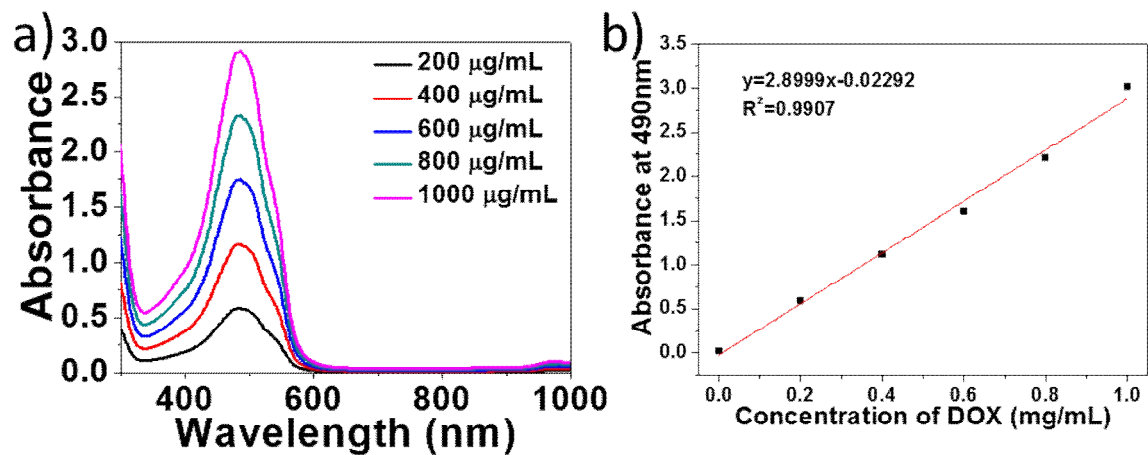 a)
3.0
2.5
2.0
1.5
1.0
0.5
0.0
Absorbance
200 μg/mL
400 μg/mL
600 μg/mL
800 μg/mL
1000 μg/mL
400 600 800 1000
Wavelength (nm)
b)
3.5
3.0
2.5
2.0
1.5
1.0
0.5
0.0
Absorbance at 490nm
y=2.8999x-0.02292
R²=0.9907
0.0 0.2 0.4 0.6 0.8 1.0
Concentration of DOX (mg/mL)